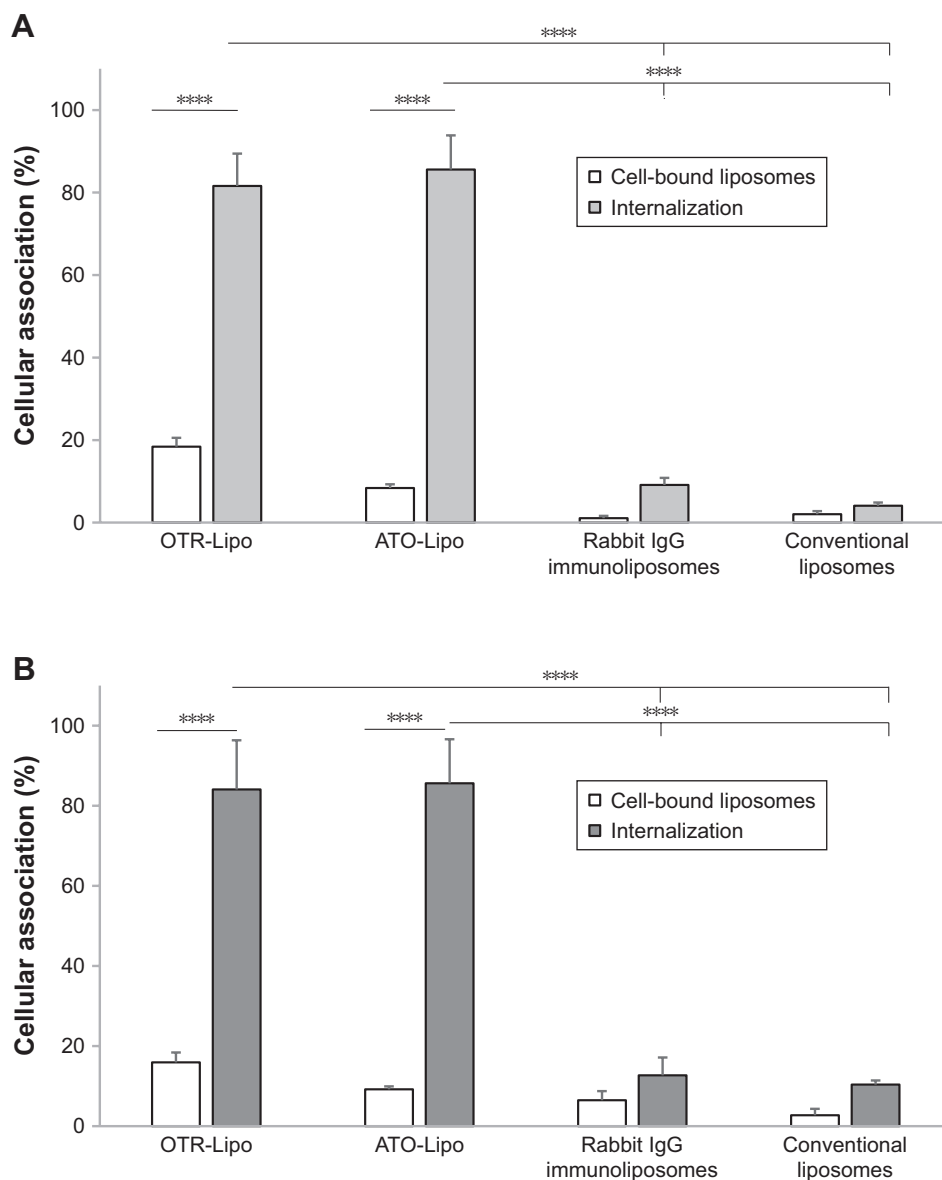 A
****
****
****
****
100
80
60
40
20
0
Cellular association (%)
Cell-bound liposomes
Internalization
OTR-Lipo
ATO-Lipo
Rabbit IgG
immunoliposomes
Conventional
liposomes
B
****
****
****
****
100
80
60
40
20
0
Cellular association (%)
Cell-bound liposomes
Internalization
OTR-Lipo
ATO-Lipo
Rabbit IgG
immunoliposomes
Conventional
liposomes